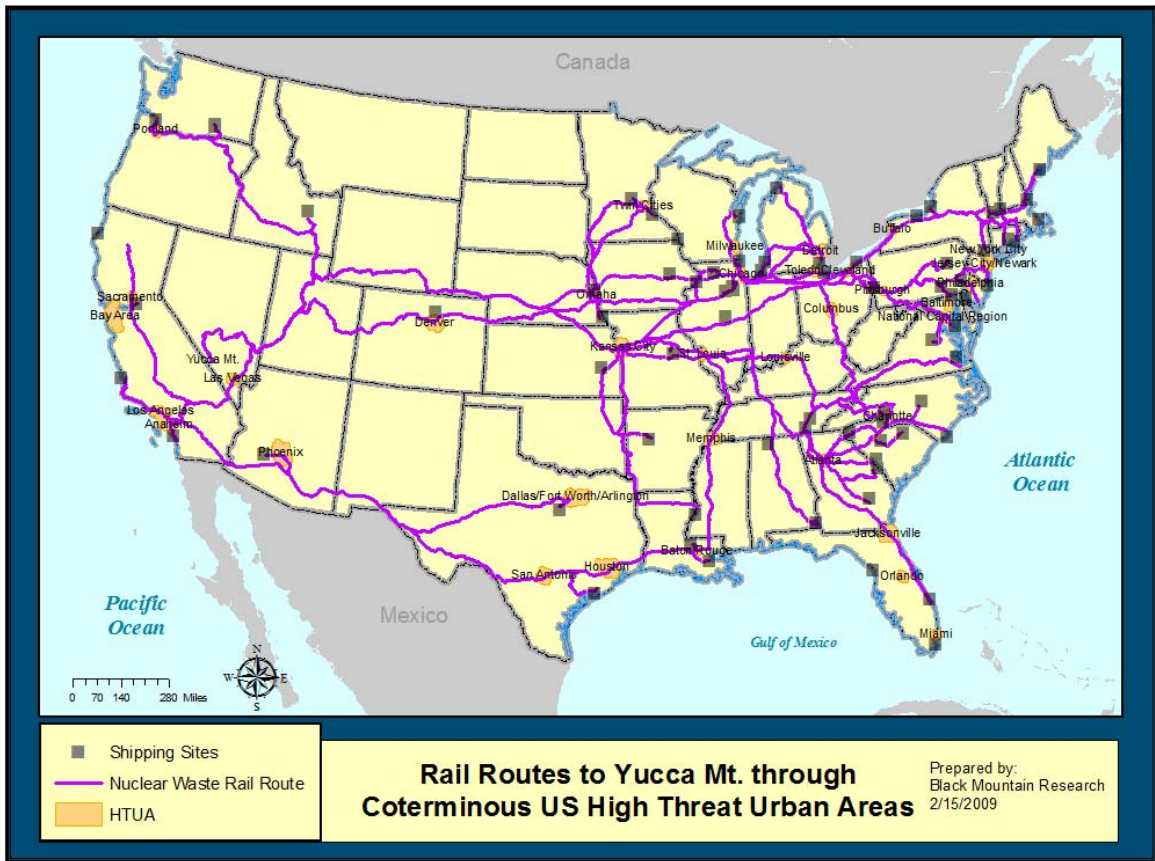 Canada
Portland
Twin Cities
Milwaukee
Detroit
Buffalo
New York City
Jersey City/Newark
Chicago
Toledo
Cleveland
Pittsburgh
Philadelphia
Baltimore
National Capital Region
Columbus
Omaha
Sacramento
Bay Area
Denver
Kansas City
St. Louis
Louisville
Yucca Mt.
Las Vegas
Los Angeles
Anaheim
Phoenix
Memphis
Charlotte
Atlanta
Atlantic
Ocean
Dallas/Fort Worth/Arlington
Jacksonville
Baton Rouge
Houston
San Antonio
Orlando
Miami
Pacific
Ocean
Mexico
Gulf of Mexico
N
W
E
S
0 70 140 280 Miles
Shipping Sites
Nuclear Waste Rail Route
HTUA
Rail Routes to Yucca Mt. through
Coterminous US High Threat Urban Areas
Prepared by:
Black Mountain Research
2/15/2009